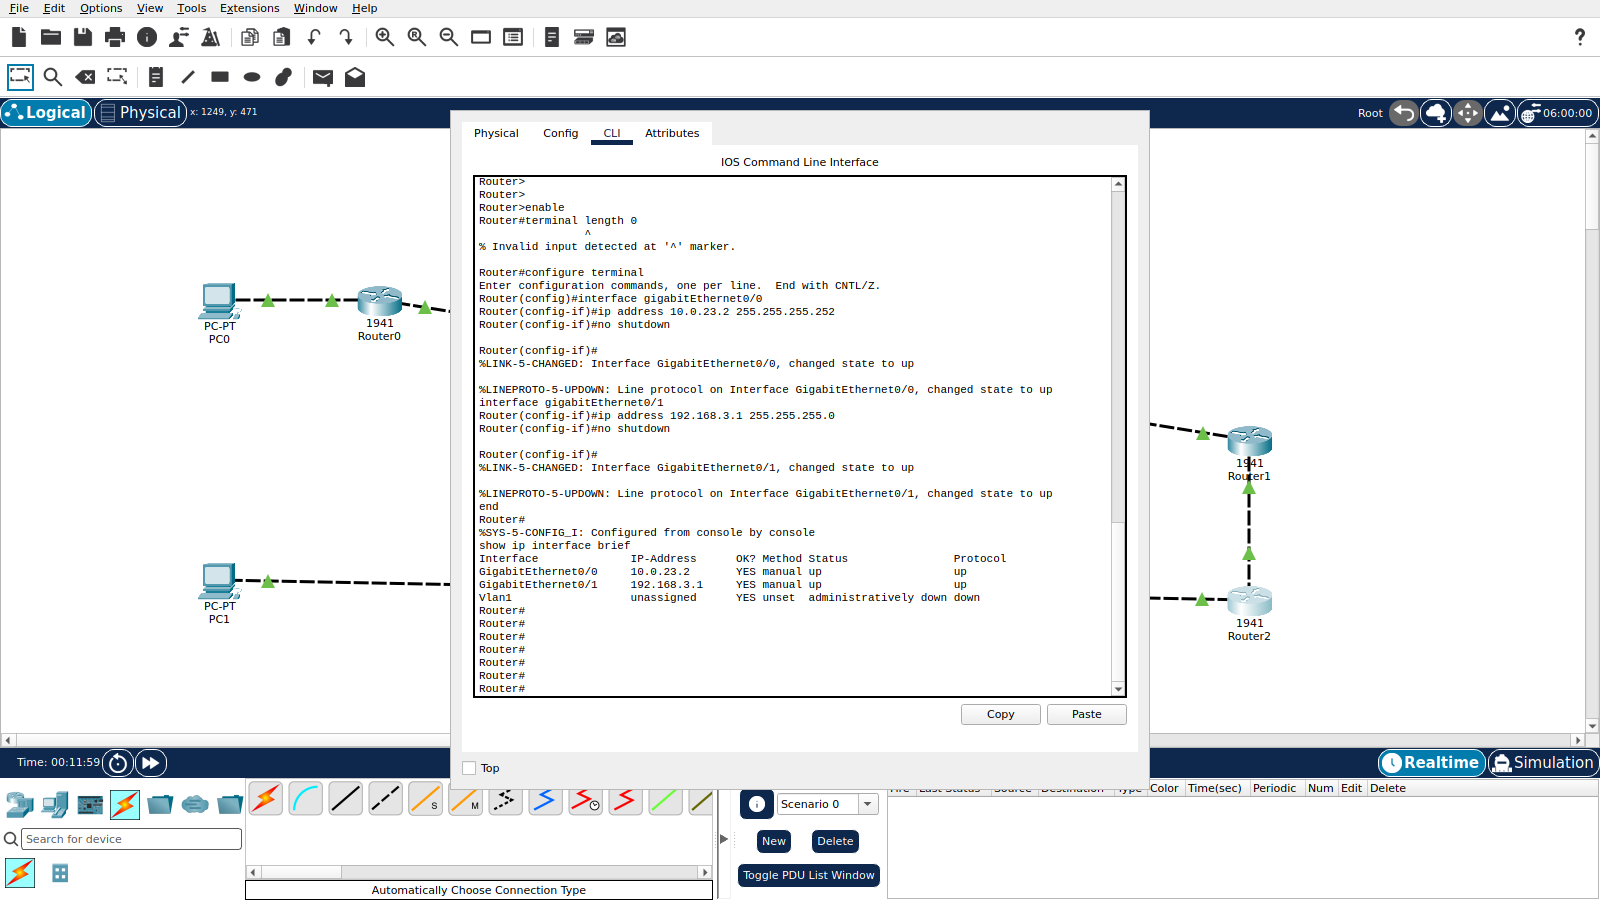 File Edit Options View Tools Extensions Window Help
Logical Physical x: 1249, y: 471 Root 06:00:00
Physical Config CLI Attributes
IOS Command Line Interface
Router>
Router>
Router>enable
Router#terminal length 0
^
% Invalid input detected at '^' marker.
Router#configure terminal
Enter configuration commands, one per line.  End with CNTL/Z.
Router(config)#interface gigabitEthernet0/0
Router(config-if)#ip address 10.0.23.2 255.255.255.252
Router(config-if)#no shutdown
Router(config-if)#
%LINK-5-CHANGED: Interface GigabitEthernet0/0, changed state to up
%LINEPROTO-5-UPDOWN: Line protocol on Interface GigabitEthernet0/0, changed state to up
interface gigabitEthernet0/1
Router(config-if)#ip address 192.168.3.1 255.255.255.0
Router(config-if)#no shutdown
Router(config-if)#
%LINK-5-CHANGED: Interface GigabitEthernet0/1, changed state to up
%LINEPROTO-5-UPDOWN: Line protocol on Interface GigabitEthernet0/1, changed state to up
end
Router#
%SYS-5-CONFIG_I: Configured from console by console
show ip interface brief
Interface              IP-Address      OK? Method Status                Protocol
GigabitEthernet0/0     10.0.23.2       YES manual up                    up
GigabitEthernet0/1     192.168.3.1     YES manual up                    up
Vlan1                  unassigned      YES unset  administratively down down
Router#
Router#
Router#
Router#
Router#
Router#
Router#
Copy Paste
Top
PC-PT
PC0
1941
Router0
PC-PT
PC1
1941
Router1
1941
Router2
Time: 00:11:59 Realtime Simulation
Search for device
S M
Automatically Choose Connection Type
Scenario 0
New Delete
Toggle PDU List Window
Fire Last Status Source Destination Type Color Time(sec) Periodic Num Edit Delete